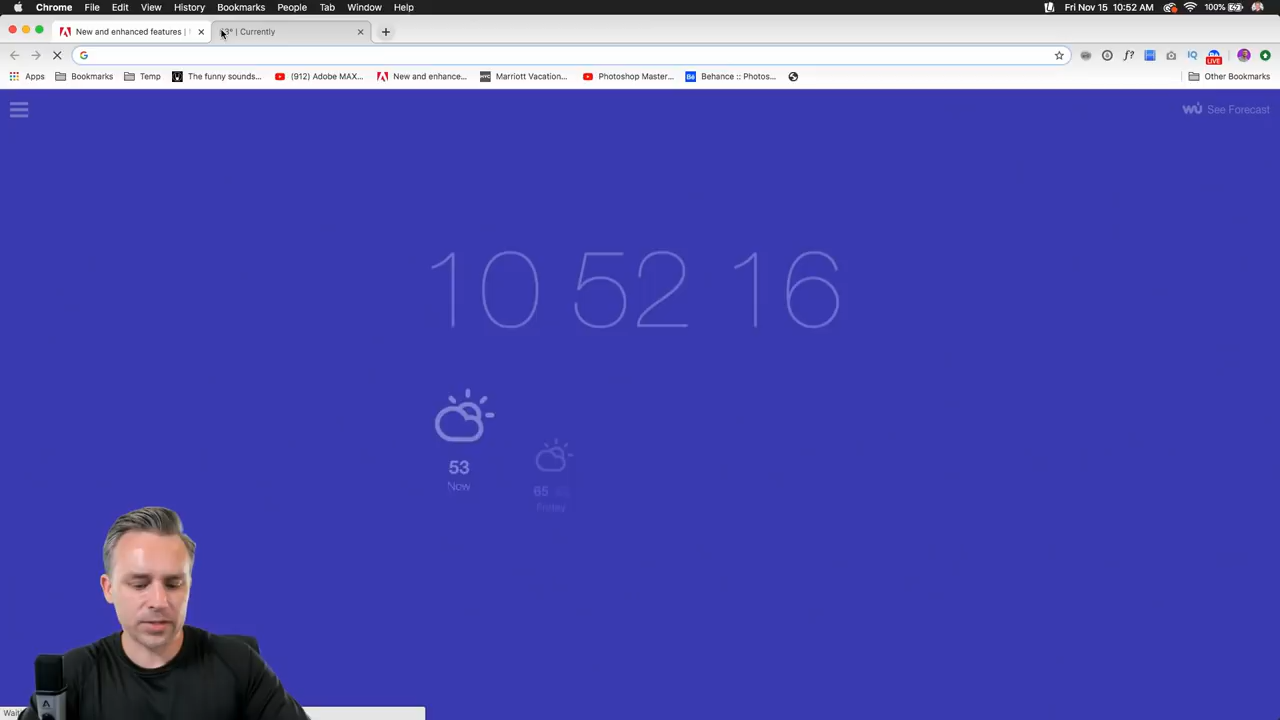 Chrome File Edit View History Bookmarks People Tab Window Help Fri Nov 15 10:52 AM 100%
New and enhanced features | 3° | Currently
Apps Bookmarks Temp The funny sounds... (912) Adobe MAX... New and enhance... Marriott Vacation... Photoshop Master... Behance :: Photos... LIVE Other Bookmarks
See Forecast
10 52 16
53
Now
65
Friday